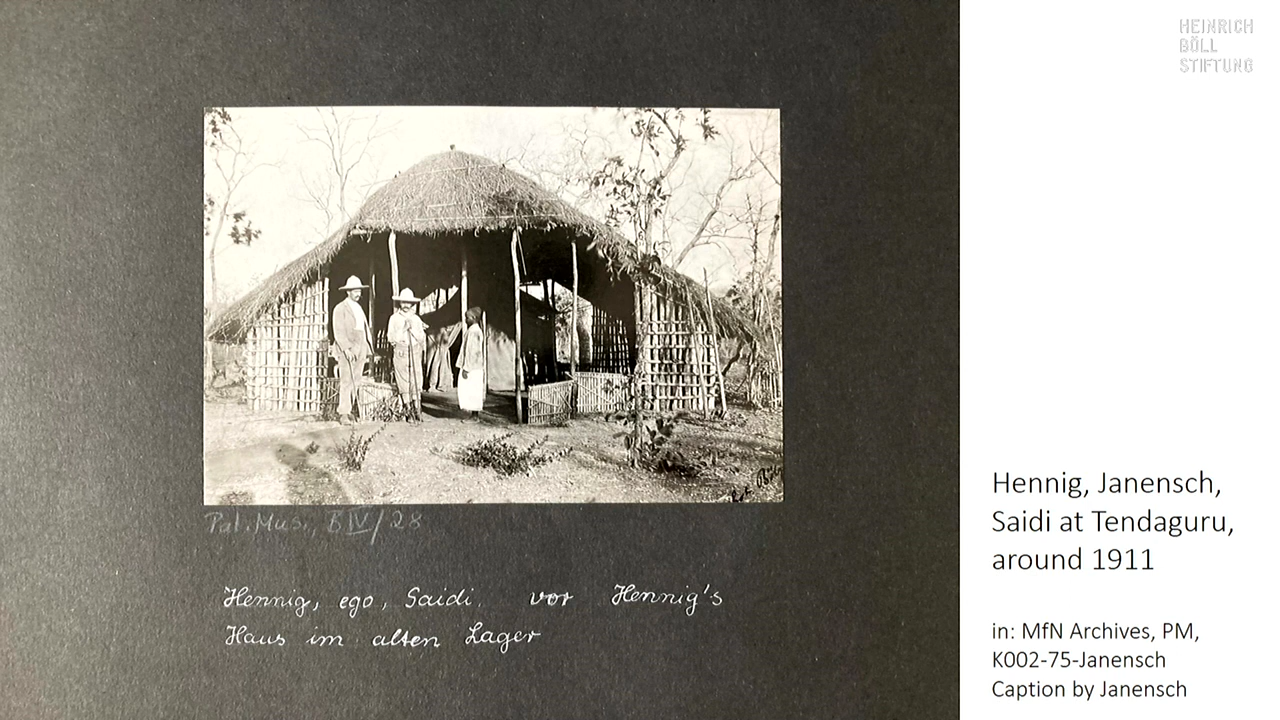 HEINRICH
BÖLL
STIFTUNG
Pal. Mus., B IV/28
Hennig, ego, Saidi. vor Hennig's
Haus im alten Lager
Hennig, Janensch,
Saidi at Tendaguru,
around 1911
in: MfN Archives, PM,
K002-75-Janensch
Caption by Janensch